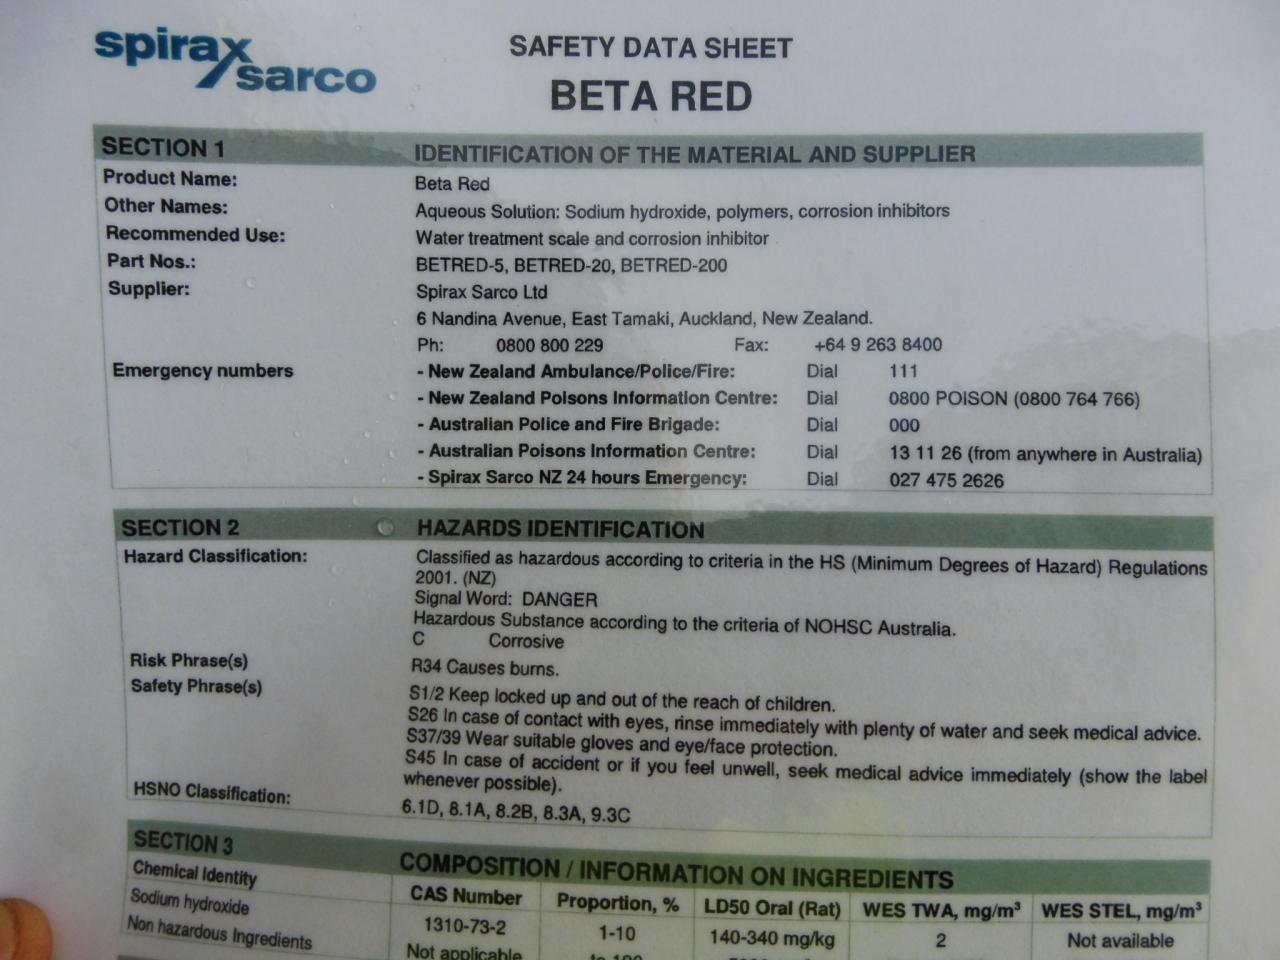 spirax sarco
SAFETY DATA SHEET
BETA RED
SECTION 1 IDENTIFICATION OF THE MATERIAL AND SUPPLIER
Product Name: Beta Red
Other Names: Aqueous Solution: Sodium hydroxide, polymers, corrosion inhibitors
Recommended Use: Water treatment scale and corrosion inhibitor
Part Nos.: BETRED-5, BETRED-20, BETRED-200
Supplier: Spirax Sarco Ltd
6 Nandina Avenue, East Tamaki, Auckland, New Zealand.
Ph: 0800 800 229 Fax: +64 9 263 8400
Emergency numbers - New Zealand Ambulance/Police/Fire: Dial 111
- New Zealand Poisons Information Centre: Dial 0800 POISON (0800 764 766)
- Australian Police and Fire Brigade: Dial 000
- Australian Poisons Information Centre: Dial 13 11 26 (from anywhere in Australia)
- Spirax Sarco NZ 24 hours Emergency: Dial 027 475 2626
SECTION 2 HAZARDS IDENTIFICATION
Hazard Classification: Classified as hazardous according to criteria in the HS (Minimum Degrees of Hazard) Regulations
2001. (NZ)
Signal Word: DANGER
Hazardous Substance according to the criteria of NOHSC Australia.
C Corrosive
Risk Phrase(s) R34 Causes burns.
Safety Phrase(s) S1/2 Keep locked up and out of the reach of children.
S26 In case of contact with eyes, rinse immediately with plenty of water and seek medical advice.
S37/39 Wear suitable gloves and eye/face protection.
S45 In case of accident or if you feel unwell, seek medical advice immediately (show the label
whenever possible).
HSNO Classification: 6.1D, 8.1A, 8.2B, 8.3A, 9.3C
SECTION 3 COMPOSITION / INFORMATION ON INGREDIENTS
Chemical Identity CAS Number Proportion, % LD50 Oral (Rat) WES TWA, mg/m³ WES STEL, mg/m³
Sodium hydroxide 1310-73-2 1-10 140-340 mg/kg 2 Not available
Non hazardous Ingredients Not applicable to 100